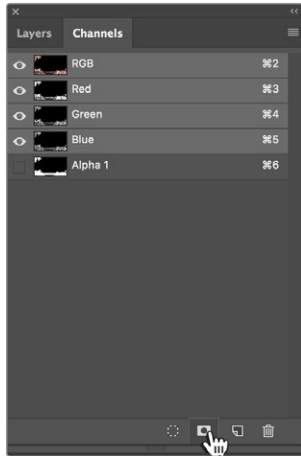 Layers Channels
RGB ⌘2
Red ⌘3
Green ⌘4
Blue ⌘5
Alpha 1 ⌘6